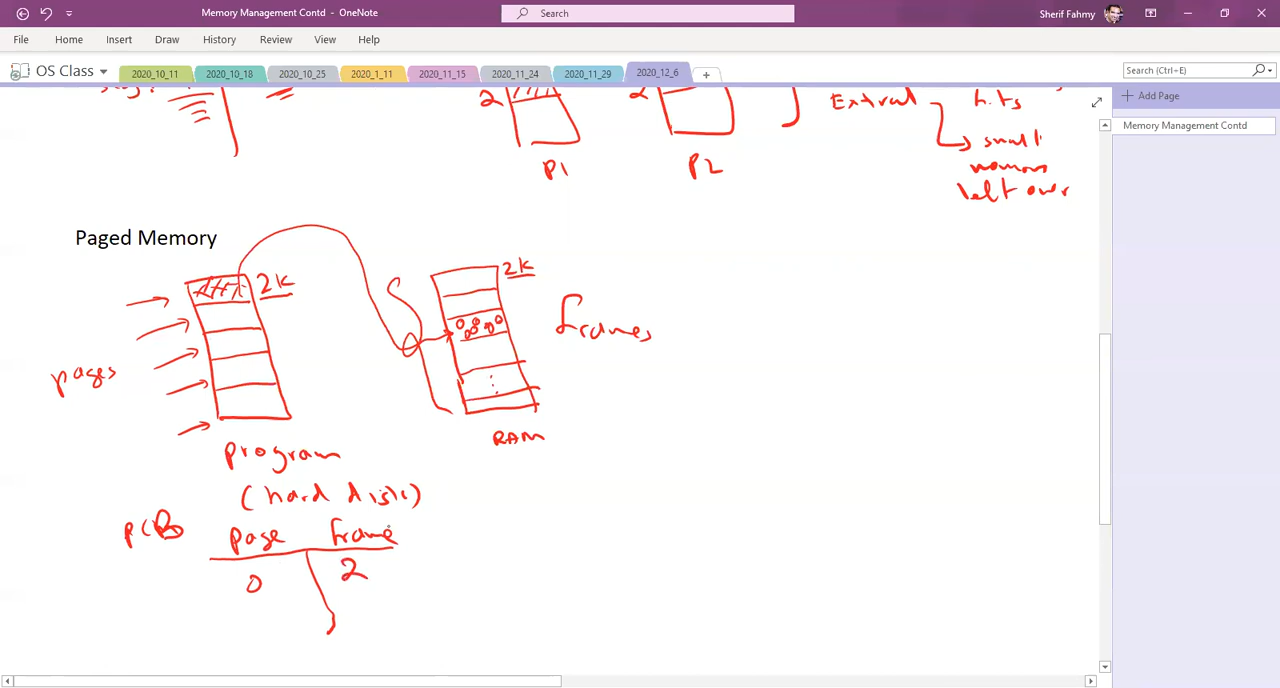 Memory Management Contd - OneNote
Search
Sherif Fahmy
File Home Insert Draw History Review View Help
OS Class
2020_10_11 2020_10_18 2020_10_25 2020_1_11 2020_11_15 2020_11_24 2020_11_29 2020_12_6
Search (Ctrl+E)
Add Page
Memory Management Contd
2
2
small
left over
P1
P2
Paged Memory
2K
2K
frames
pages
RAM
program
(hard disk)
PCB
page frame
0 2